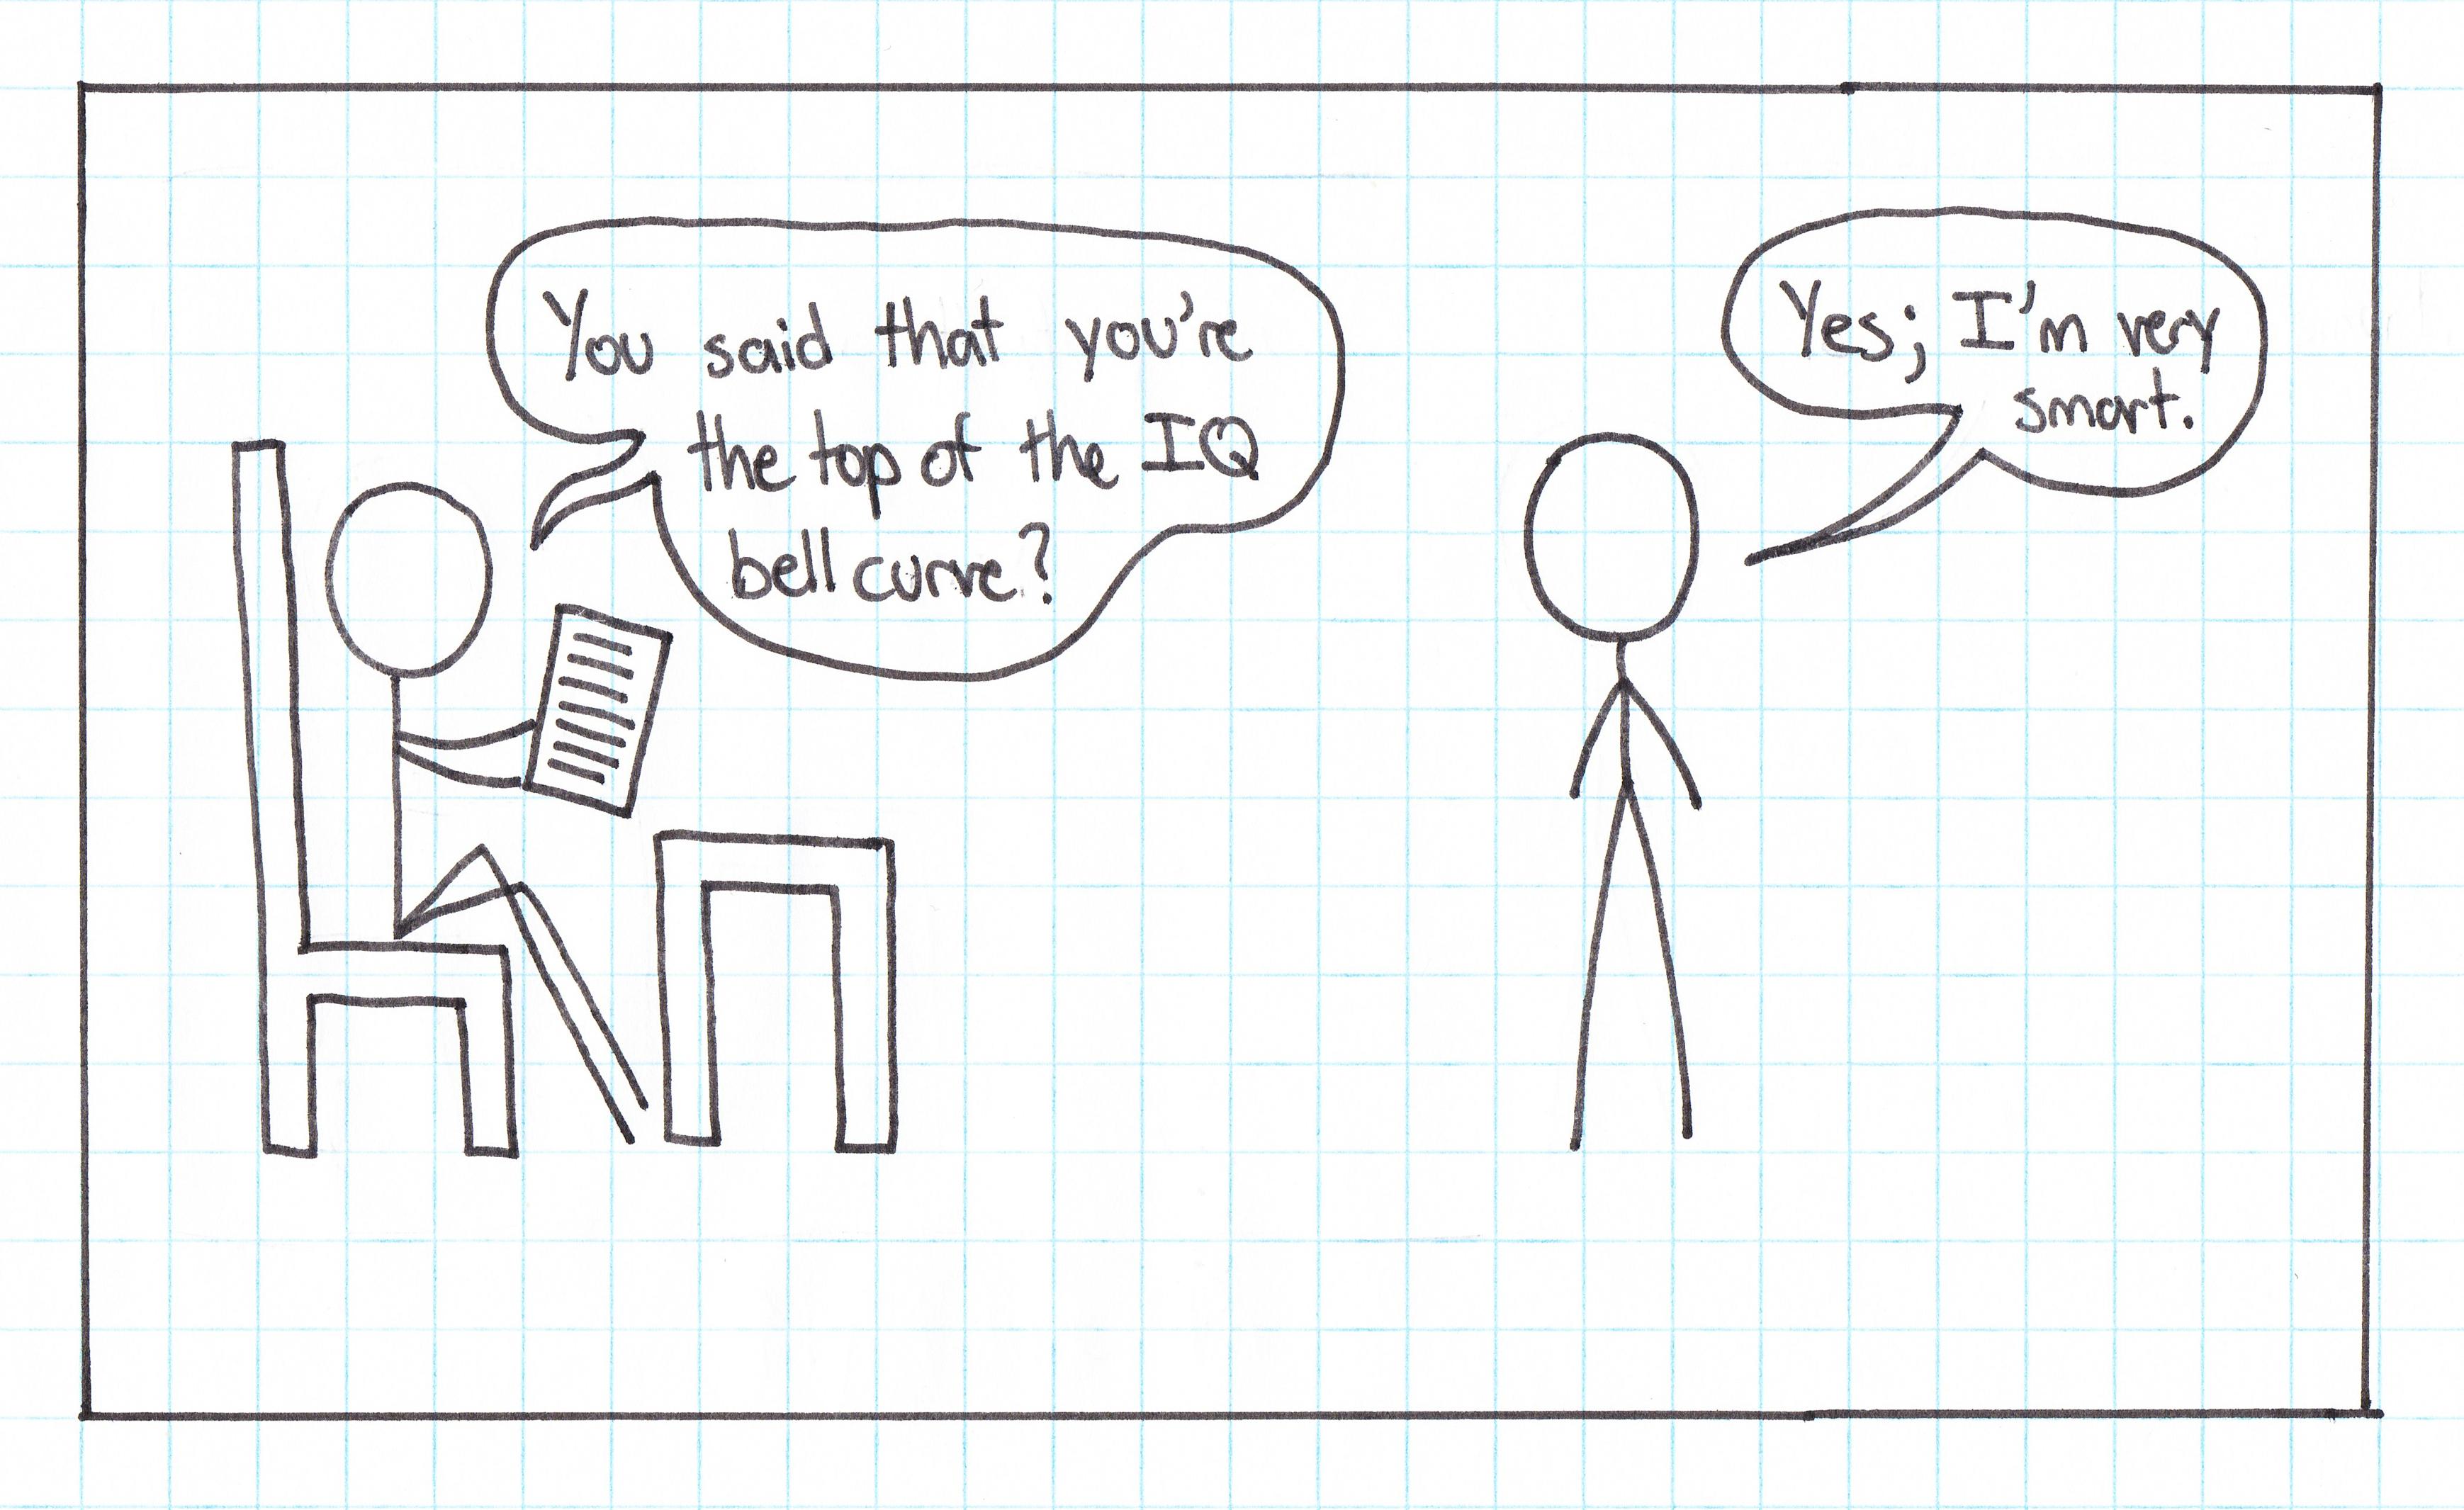 You said that you're
the top of the IQ
bell curve?
Yes; I'm very
smart.